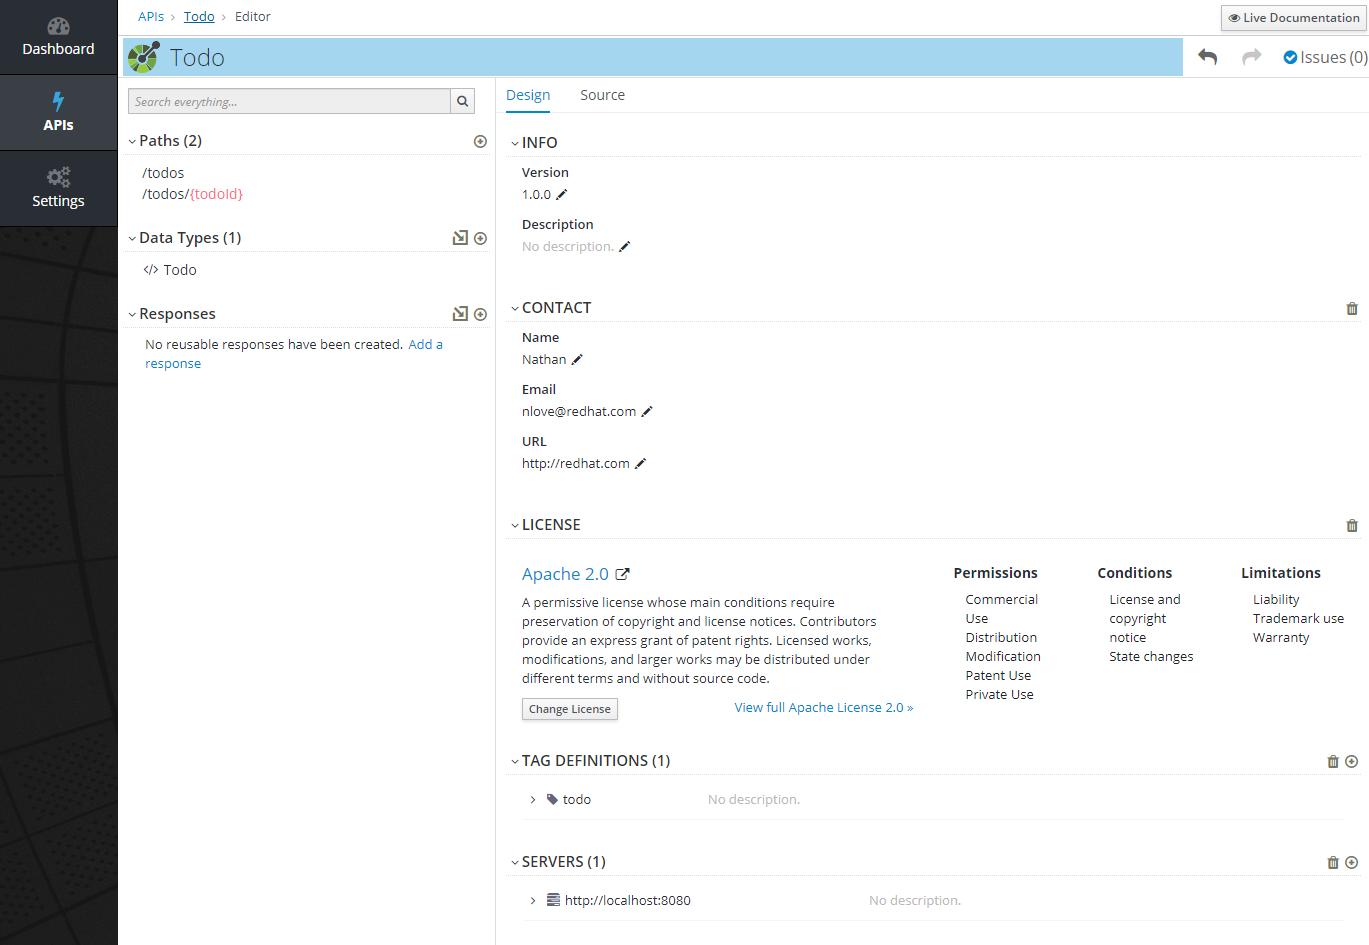 APIs › Todo › Editor
Live Documentation
Dashboard
APIs
Settings
Todo
Issues (0)
Search everything...
Paths (2)
/todos
/todos/{todoId}
Data Types (1)
</> Todo
Responses
No reusable responses have been created. Add a
response
Design Source
INFO
Version
1.0.0
Description
No description.
CONTACT
Name
Nathan
Email
nlove@redhat.com
URL
http://redhat.com
LICENSE
Apache 2.0
A permissive license whose main conditions require
preservation of copyright and license notices. Contributors
provide an express grant of patent rights. Licensed works,
modifications, and larger works may be distributed under
different terms and without source code.
Change License
View full Apache License 2.0 »
Permissions
Commercial
Use
Distribution
Modification
Patent Use
Private Use
Conditions
License and
copyright
notice
State changes
Limitations
Liability
Trademark use
Warranty
TAG DEFINITIONS (1)
todo No description.
SERVERS (1)
http://localhost:8080 No description.